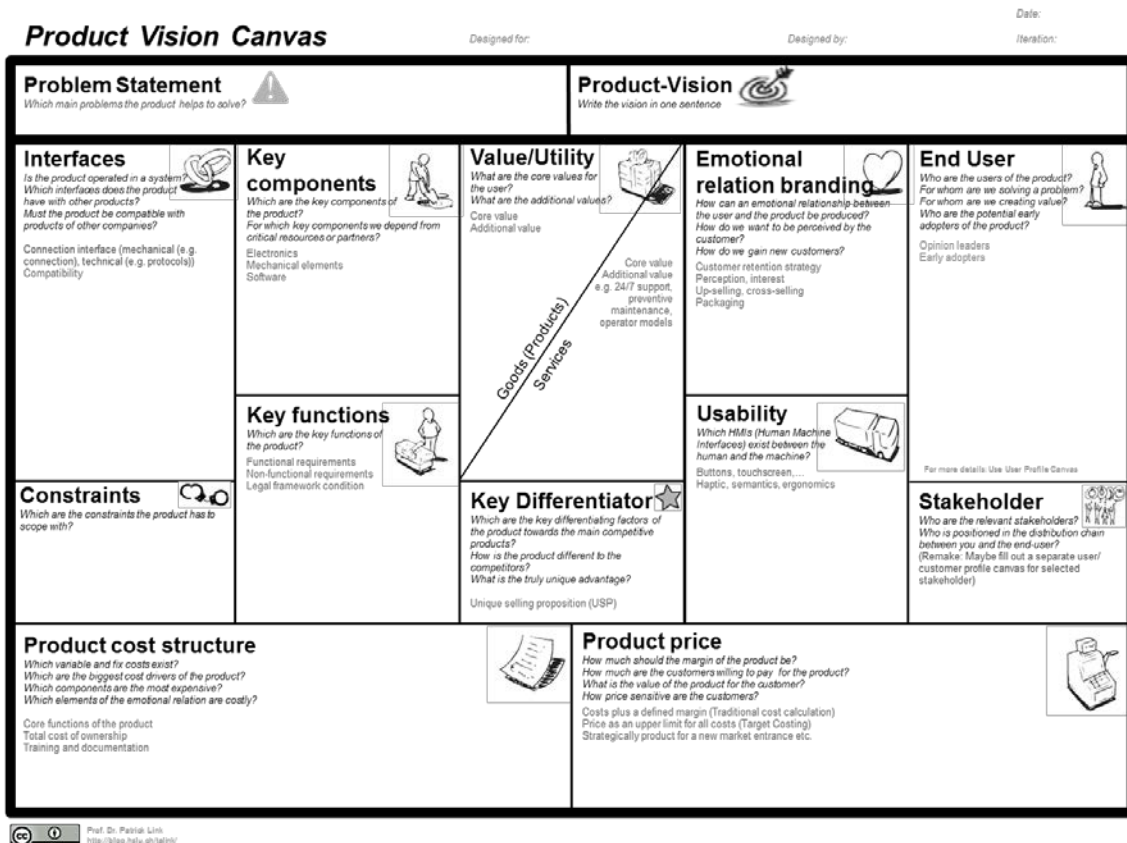 Date:
Product Vision Canvas
Designed for:
Designed by:
Iteration:
Problem Statement
Which main problems the product helps to solve?
Product-Vision
Write the vision in one sentence
Interfaces
Is the product operated in a system?
Which interfaces does the product
have with other products?
Must the product be compatible with
products of other companies?
Connection interface (mechanical (e.g.
connection), technical (e.g. protocols))
Compatibility
Key
components
Which are the key components of
the product?
For which key components we depend from
critical resources or partners?
Electronics
Mechanical elements
Software
Value/Utility
What are the core values for
the user?
What are the additional values?
Core value
Additional value
Core value
Additional value
e.g. 24/7 support,
preventive
maintenance,
operator models
Goods (Products)
Services
Emotional
relation branding
How can an emotional relationship between
the user and the product be produced?
How do we want to be perceived by the
customer?
How do we gain new customers?
Customer retention strategy
Perception, interest
Up-selling, cross-selling
Packaging
End User
Who are the users of the product?
For whom are we solving a problem?
For whom are we creating value?
Who are the potential early
adopters of the product?
Opinion leaders
Early adopters
For more details: Use User Profile Canvas
Key functions
Which are the key functions of
the product?
Functional requirements
Non-functional requirements
Legal framework condition
Usability
Which HMIs (Human Machine
Interfaces) exist between the
human and the machine?
Buttons, touchscreen,...
Haptic, semantics, ergonomics
Constraints
Which are the constraints the product has to
scope with?
Key Differentiator
Which are the key differentiating factors of
the product towards the main competitive
products?
How is the product different to the
competitors?
What is the truly unique advantage?
Unique selling proposition (USP)
Stakeholder
Who are the relevant stakeholders?
Who is positioned in the distribution chain
between you and the end-user?
(Remake: Maybe fill out a separate user/
customer profile canvas for selected
stakeholder)
Product cost structure
Which variable and fix costs exist?
Which are the biggest cost drivers of the product?
Which components are the most expensive?
Which elements of the emotional relation are costly?
Core functions of the product
Total cost of ownership
Training and documentation
Product price
How much should the margin of the product be?
How much are the customers willing to pay for the product?
What is the value of the product for the customer?
How price sensitive are the customers?
Costs plus a defined margin (Traditional cost calculation)
Price as an upper limit for all costs (Target Costing)
Strategically product for a new market entrance etc.
cc
Prof. Dr. Patrick Link
http://blog.hslu.ch/talink/